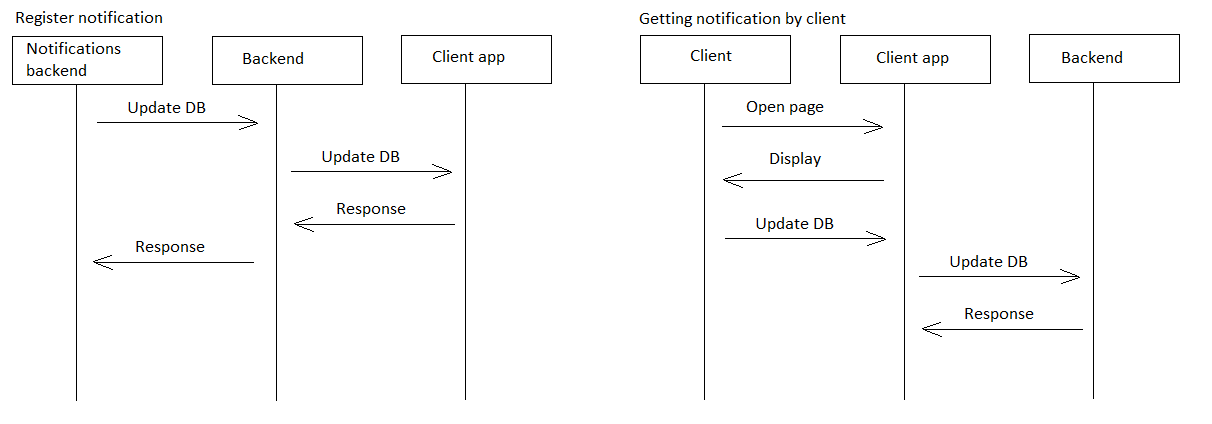 Register notification
Notifications
backend
Backend
Client app
Update DB
Update DB
Response
Response
Getting notification by client
Client
Client app
Backend
Open page
Display
Update DB
Update DB
Response